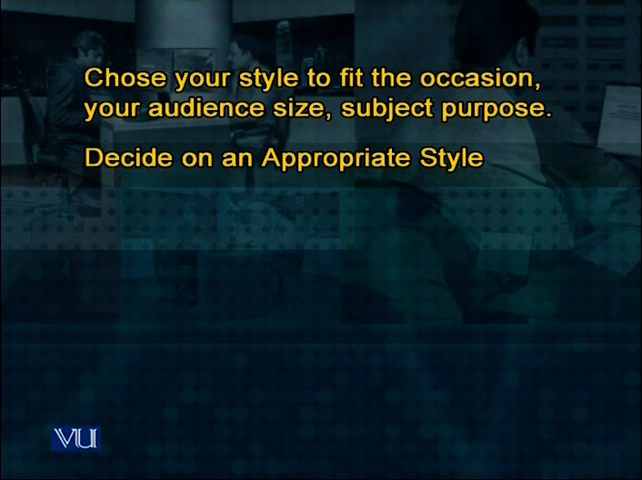 Chose your style to fit the occasion,
your audience size, subject purpose.
Decide on an Appropriate Style
VU